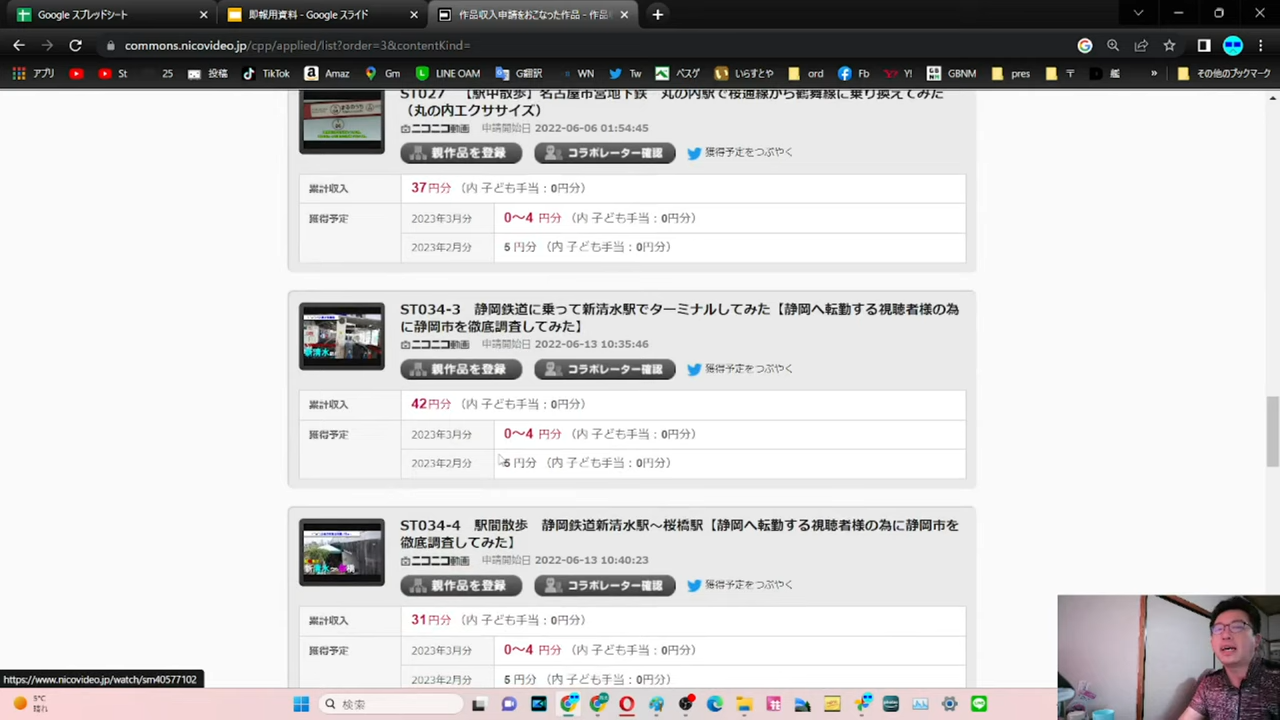 Google スプレッドシート
即報用資料 - Google スライド
作品収入申請をおこなった作品 - 作品
commons.nicovideo.jp/cpp/applied/list?order=3&contentKind=
アプリ St 25 投稿 TikTok Amaz Gm LINE OAM G翻訳 WN Tw ベスゲ いらすとや ord Fb Y! GBNM pres 〒 艦 » その他のブックマーク
ST027 【駅中散歩】名古屋市営地下鉄 丸の内駅で桜通線から鶴舞線に乗り換えてみた
（丸の内エクササイズ）
ニコニコ動画 申請開始日 2022-06-06 01:54:45
親作品を登録 コラボレーター確認 獲得予定をつぶやく
累計収入 37円分 （内 子ども手当：0円分）
獲得予定 2023年3月分 0～4 円分 （内 子ども手当：0円分）
2023年2月分 5 円分 （内 子ども手当：0円分）
ST034-3 静岡鉄道に乗って新清水駅でターミナルしてみた【静岡へ転勤する視聴者様の為
に静岡市を徹底調査してみた】
ニコニコ動画 申請開始日 2022-06-13 10:35:46
親作品を登録 コラボレーター確認 獲得予定をつぶやく
累計収入 42円分 （内 子ども手当：0円分）
獲得予定 2023年3月分 0～4 円分 （内 子ども手当：0円分）
2023年2月分 5 円分 （内 子ども手当：0円分）
ST034-4 駅間散歩 静岡鉄道新清水駅～桜橋駅【静岡へ転勤する視聴者様の為に静岡市を
徹底調査してみた】
ニコニコ動画 申請開始日 2022-06-13 10:40:23
親作品を登録 コラボレーター確認 獲得予定をつぶやく
累計収入 31円分 （内 子ども手当：0円分）
獲得予定 2023年3月分 0～4 円分 （内 子ども手当：0円分）
2023年2月分 5 円分 （内 子ども手当：0円分）
https://www.nicovideo.jp/watch/sm40577102
5°C
晴れ
検索